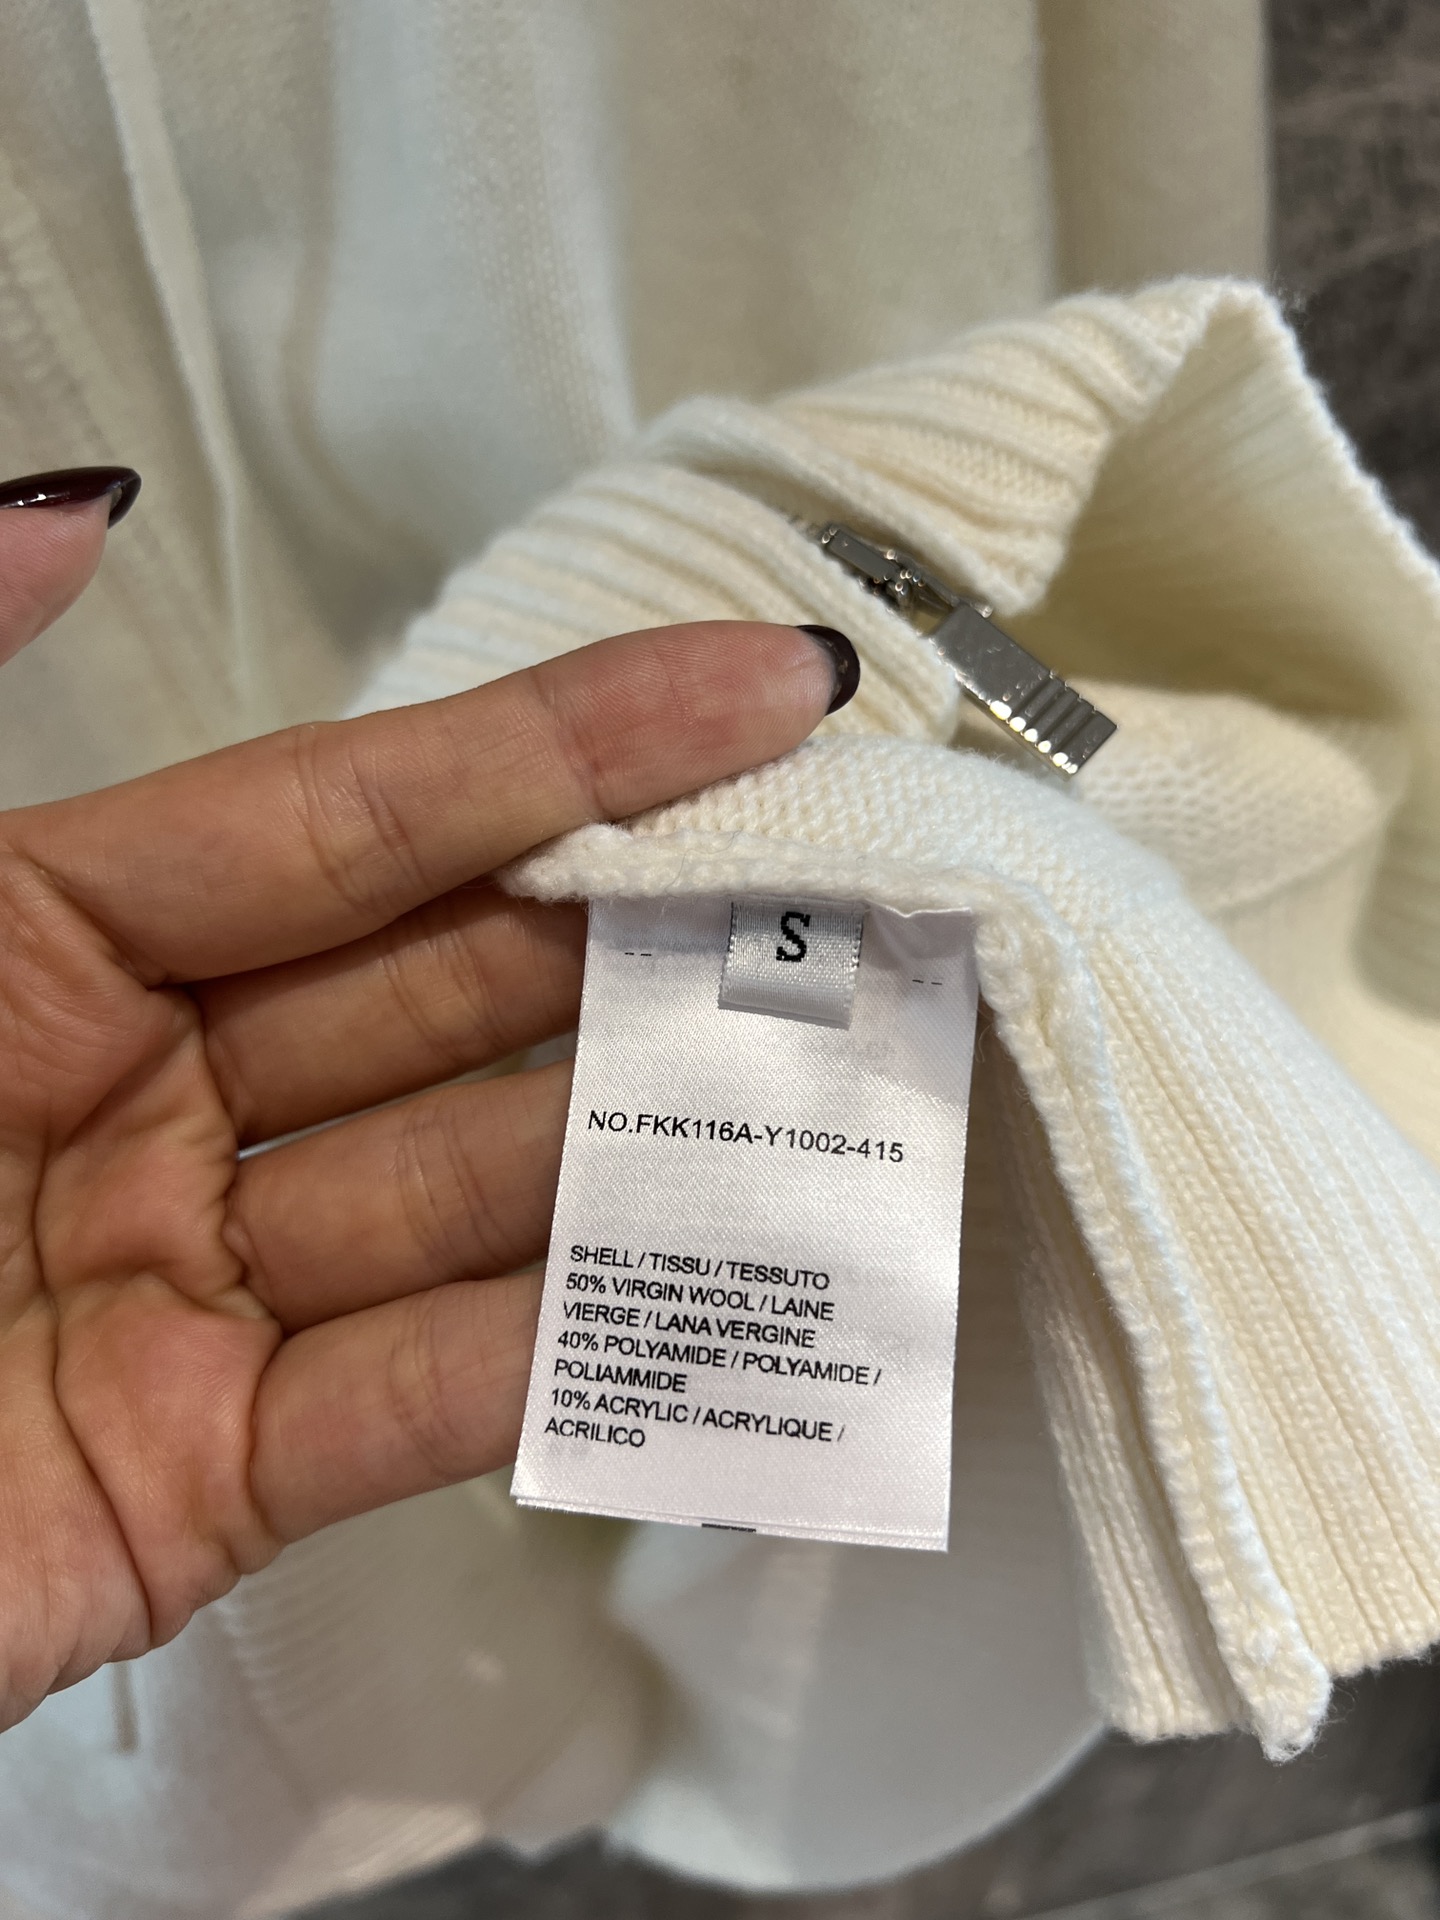 S
NO.FKK116A-Y1002-415
SHELL / TISSU / TESSUTO
50% VIRGIN WOOL / LAINE
VIERGE / LANA VERGINE
40% POLYAMIDE / POLYAMIDE /
POLIAMMIDE
10% ACRYLIC / ACRYLIQUE /
ACRILICO